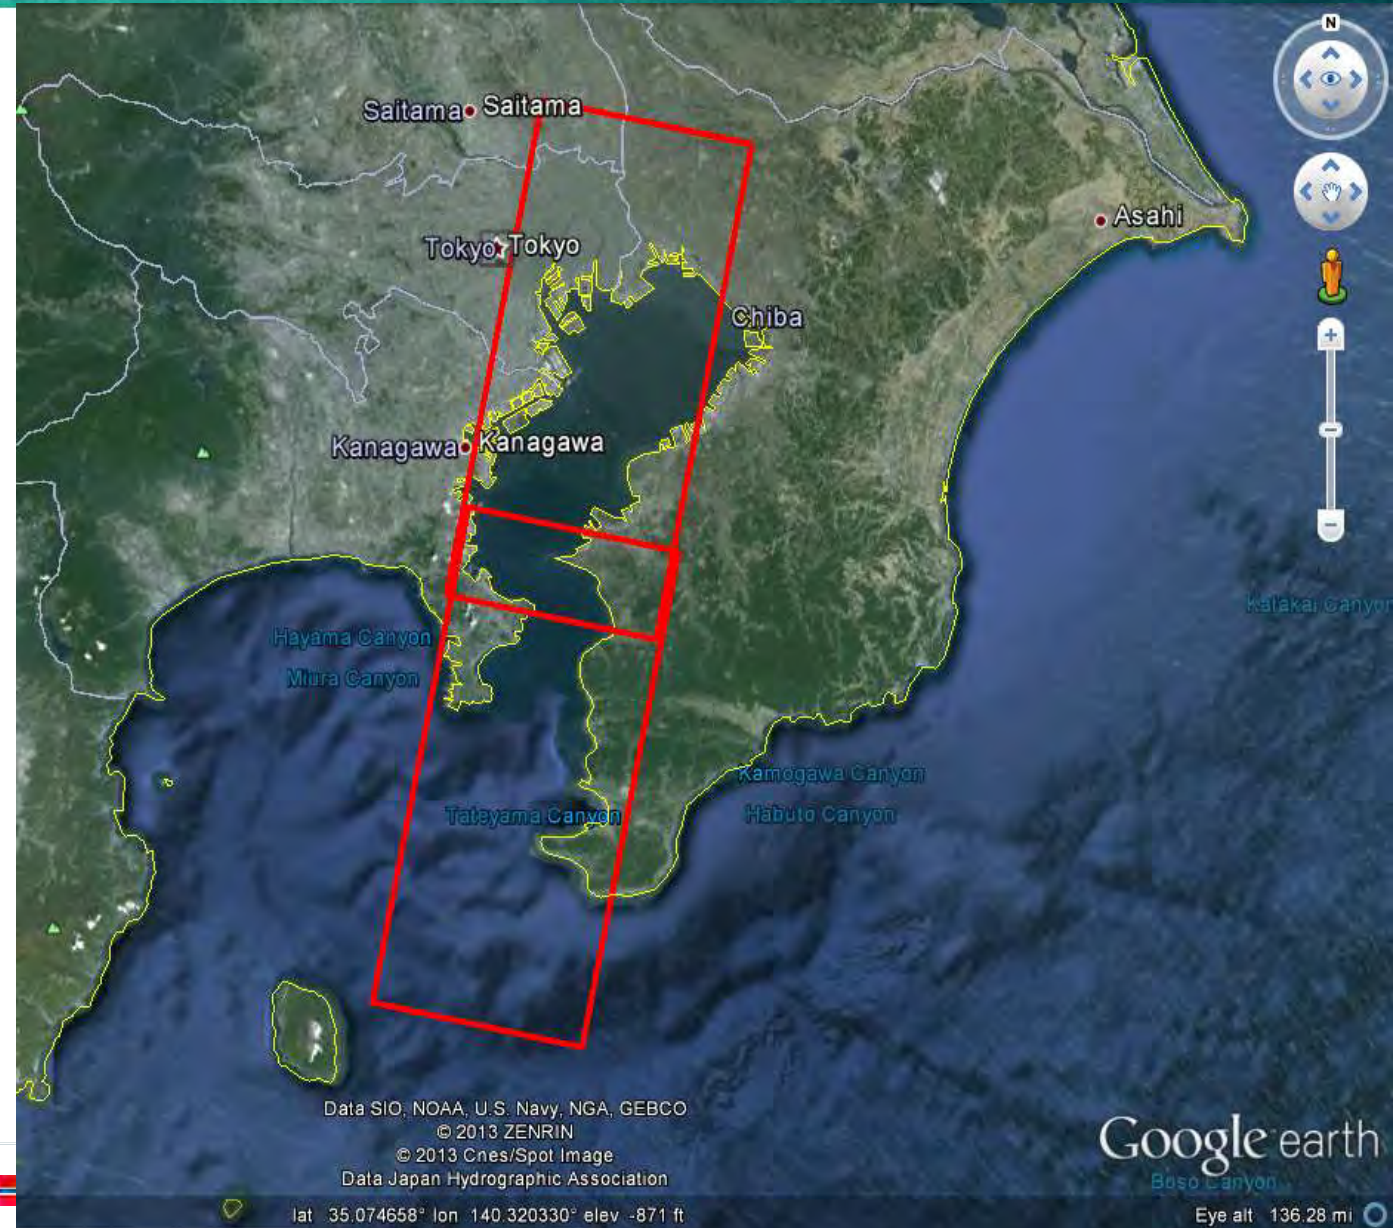 N
Saitama Saitama
Asahi
Tokyo Tokyo
Chiba
Kanagawa Kanagawa
Kalakai Canyon
Hayama Canyon
Miura Canyon
Kamogawa Canyon
Tateyama Canyon
Habuto Canyon
Data SIO, NOAA, U.S. Navy, NGA, GEBCO
© 2013 ZENRIN
© 2013 Cnes/Spot Image
Data Japan Hydrographic Association
Google earth
Boso Canyon
lat 35.074658° lon 140.320330° elev -871 ft
Eye alt 136.28 mi